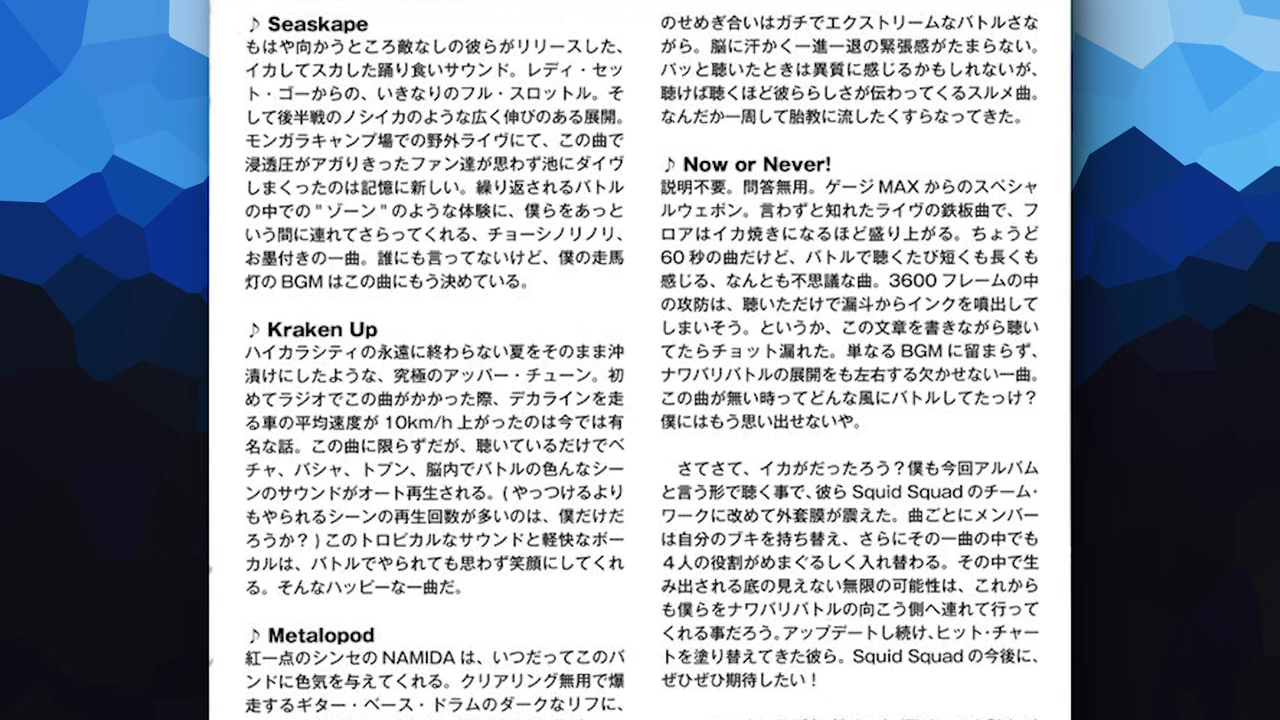 ♪ Seaskape
もはや向かうところ敵なしの彼らがリリースした、
イカしてスカした踊り食いサウンド。レディ・セッ
ト・ゴーからの、いきなりのフル・スロットル。そ
して後半戦のノシイカのような広く伸びのある展開。
モンガラキャンプ場での野外ライヴにて、この曲で
浸透圧がアガりきったファン達が思わず池にダイヴ
しまくったのは記憶に新しい。繰り返されるバトル
の中での " ゾーン " のような体験に、僕らをあっと
いう間に連れてさらってくれる、チョーシノリノリ、
お墨付きの一曲。誰にも言ってないけど、僕の走馬
灯の BGM はこの曲にもう決めている。
♪ Kraken Up
ハイカラシティの永遠に終わらない夏をそのまま沖
漬けにしたような、究極のアッパー・チューン。初
めてラジオでこの曲がかかった際、デカラインを走
る車の平均速度が 10km/h 上がったのは今では有
名な話。この曲に限らずだが、聴いているだけでベ
チャ、バシャ、トプン、脳内でバトルの色んなシー
ンのサウンドがオート再生される。( やっつけるより
もやられるシーンの再生回数が多いのは、僕だけだ
ろうか？ ) このトロピカルなサウンドと軽快なボー
カルは、バトルでやられても思わず笑顔にしてくれ
る。そんなハッピーな一曲だ。
♪ Metalopod
紅一点のシンセの NAMIDA は、いつだってこのバ
ンドに色気を与えてくれる。クリアリング無用で爆
走するギター・ベース・ドラムのダークなリフに、
のせめぎ合いはガチでエクストリームなバトルさな
がら。脳に汗かく一進一退の緊張感がたまらない。
パッと聴いたときは異質に感じるかもしれないが、
聴けば聴くほど彼らららしさが伝わってくるスルメ曲。
なんだか一周して胎教に流したくすらなってきた。
♪ Now or Never!
説明不要。問答無用。ゲージ MAX からのスペシャ
ルウェポン。言わずと知れたライヴの鉄板曲で、フ
ロアはイカ焼きになるほど盛り上がる。ちょうど
60 秒の曲だけど、バトルで聴くたび短くも長くも
感じる、なんとも不思議な曲。3600 フレームの中
の攻防は、聴いただけで漏斗からインクを噴出して
しまいそう。というか、この文章を書きながら聴い
てたらチョット漏れた。単なる BGM に留まらず、
ナワバリバトルの展開をも左右する欠かせない一曲。
この曲が無い時ってどんな風にバトルしてたっけ？
僕にはもう思い出せないや。
さてさて、イカがだったろう？僕も今回アルバム
と言う形で聴く事で、彼ら Squid Squad のチーム・
ワークに改めて外套膜が震えた。曲ごとにメンバー
は自分のブキを持ち替え、さらにその一曲の中でも
４人の役割がめまぐるしく入れ替わる。その中で生
み出される底の見えない無限の可能性は、これから
も僕らをナワバリバトルの向こう側へ連れて行って
くれる事だろう。アップデートし続け、ヒット・チャー
トを塗り替えてきた彼ら。Squid Squad の今後に、
ぜひぜひ期待したい！